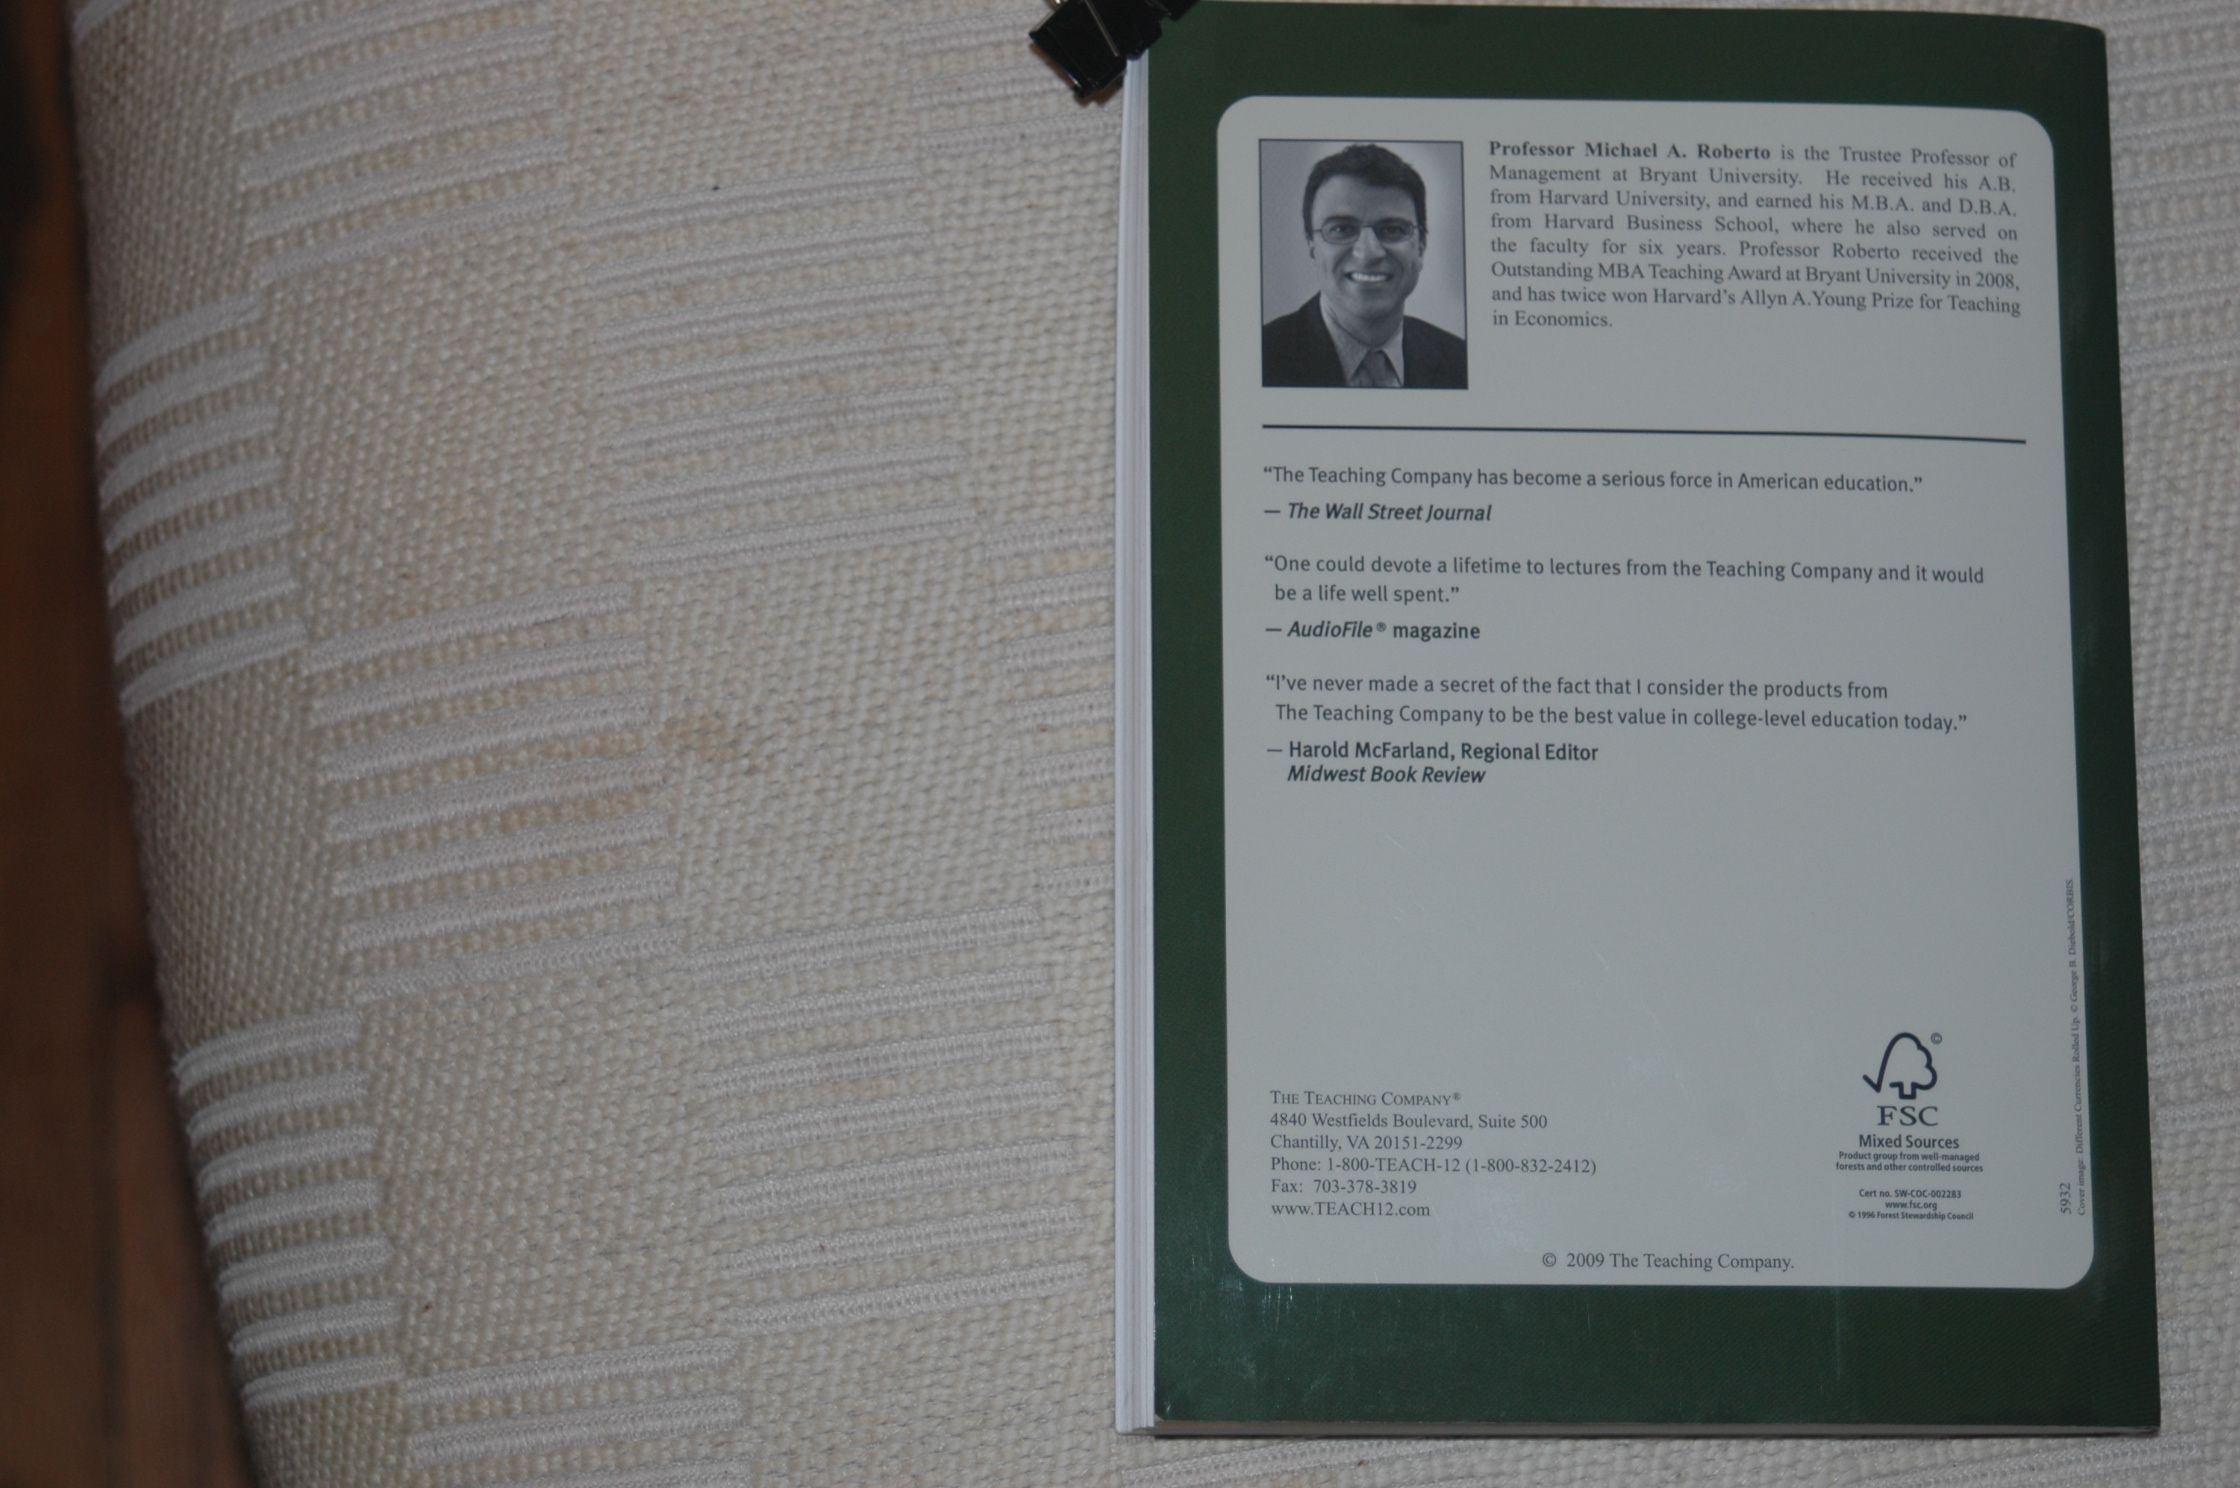 Professor Michael A. Roberto is the Trustee Professor of
Management at Bryant University. He received his A.B.
from Harvard University, and earned his M.B.A. and D.B.A.
from Harvard Business School, where he also served on
the faculty for six years. Professor Roberto received the
Outstanding MBA Teaching Award at Bryant University in 2008,
and has twice won Harvard's Allyn A.Young Prize for Teaching
in Economics.
“The Teaching Company has become a serious force in American education.”
— The Wall Street Journal
“One could devote a lifetime to lectures from the Teaching Company and it would
be a life well spent.”
— AudioFile® magazine
“I've never made a secret of the fact that I consider the products from
The Teaching Company to be the best value in college-level education today.”
— Harold McFarland, Regional Editor
Midwest Book Review
THE TEACHING COMPANY®
4840 Westfields Boulevard, Suite 500
Chantilly, VA 20151-2299
Phone: 1-800-TEACH-12 (1-800-832-2412)
Fax: 703-378-3819
www.TEACH12.com
©
FSC
Mixed Sources
Product group from well-managed
forests and other controlled sources
Cert no. SW-COC-002283
www.fsc.org
© 1996 Forest Stewardship Council
5932
Cover image: Different Currencies Rolled Up. © George B. Diebold/CORBIS.
© 2009 The Teaching Company.